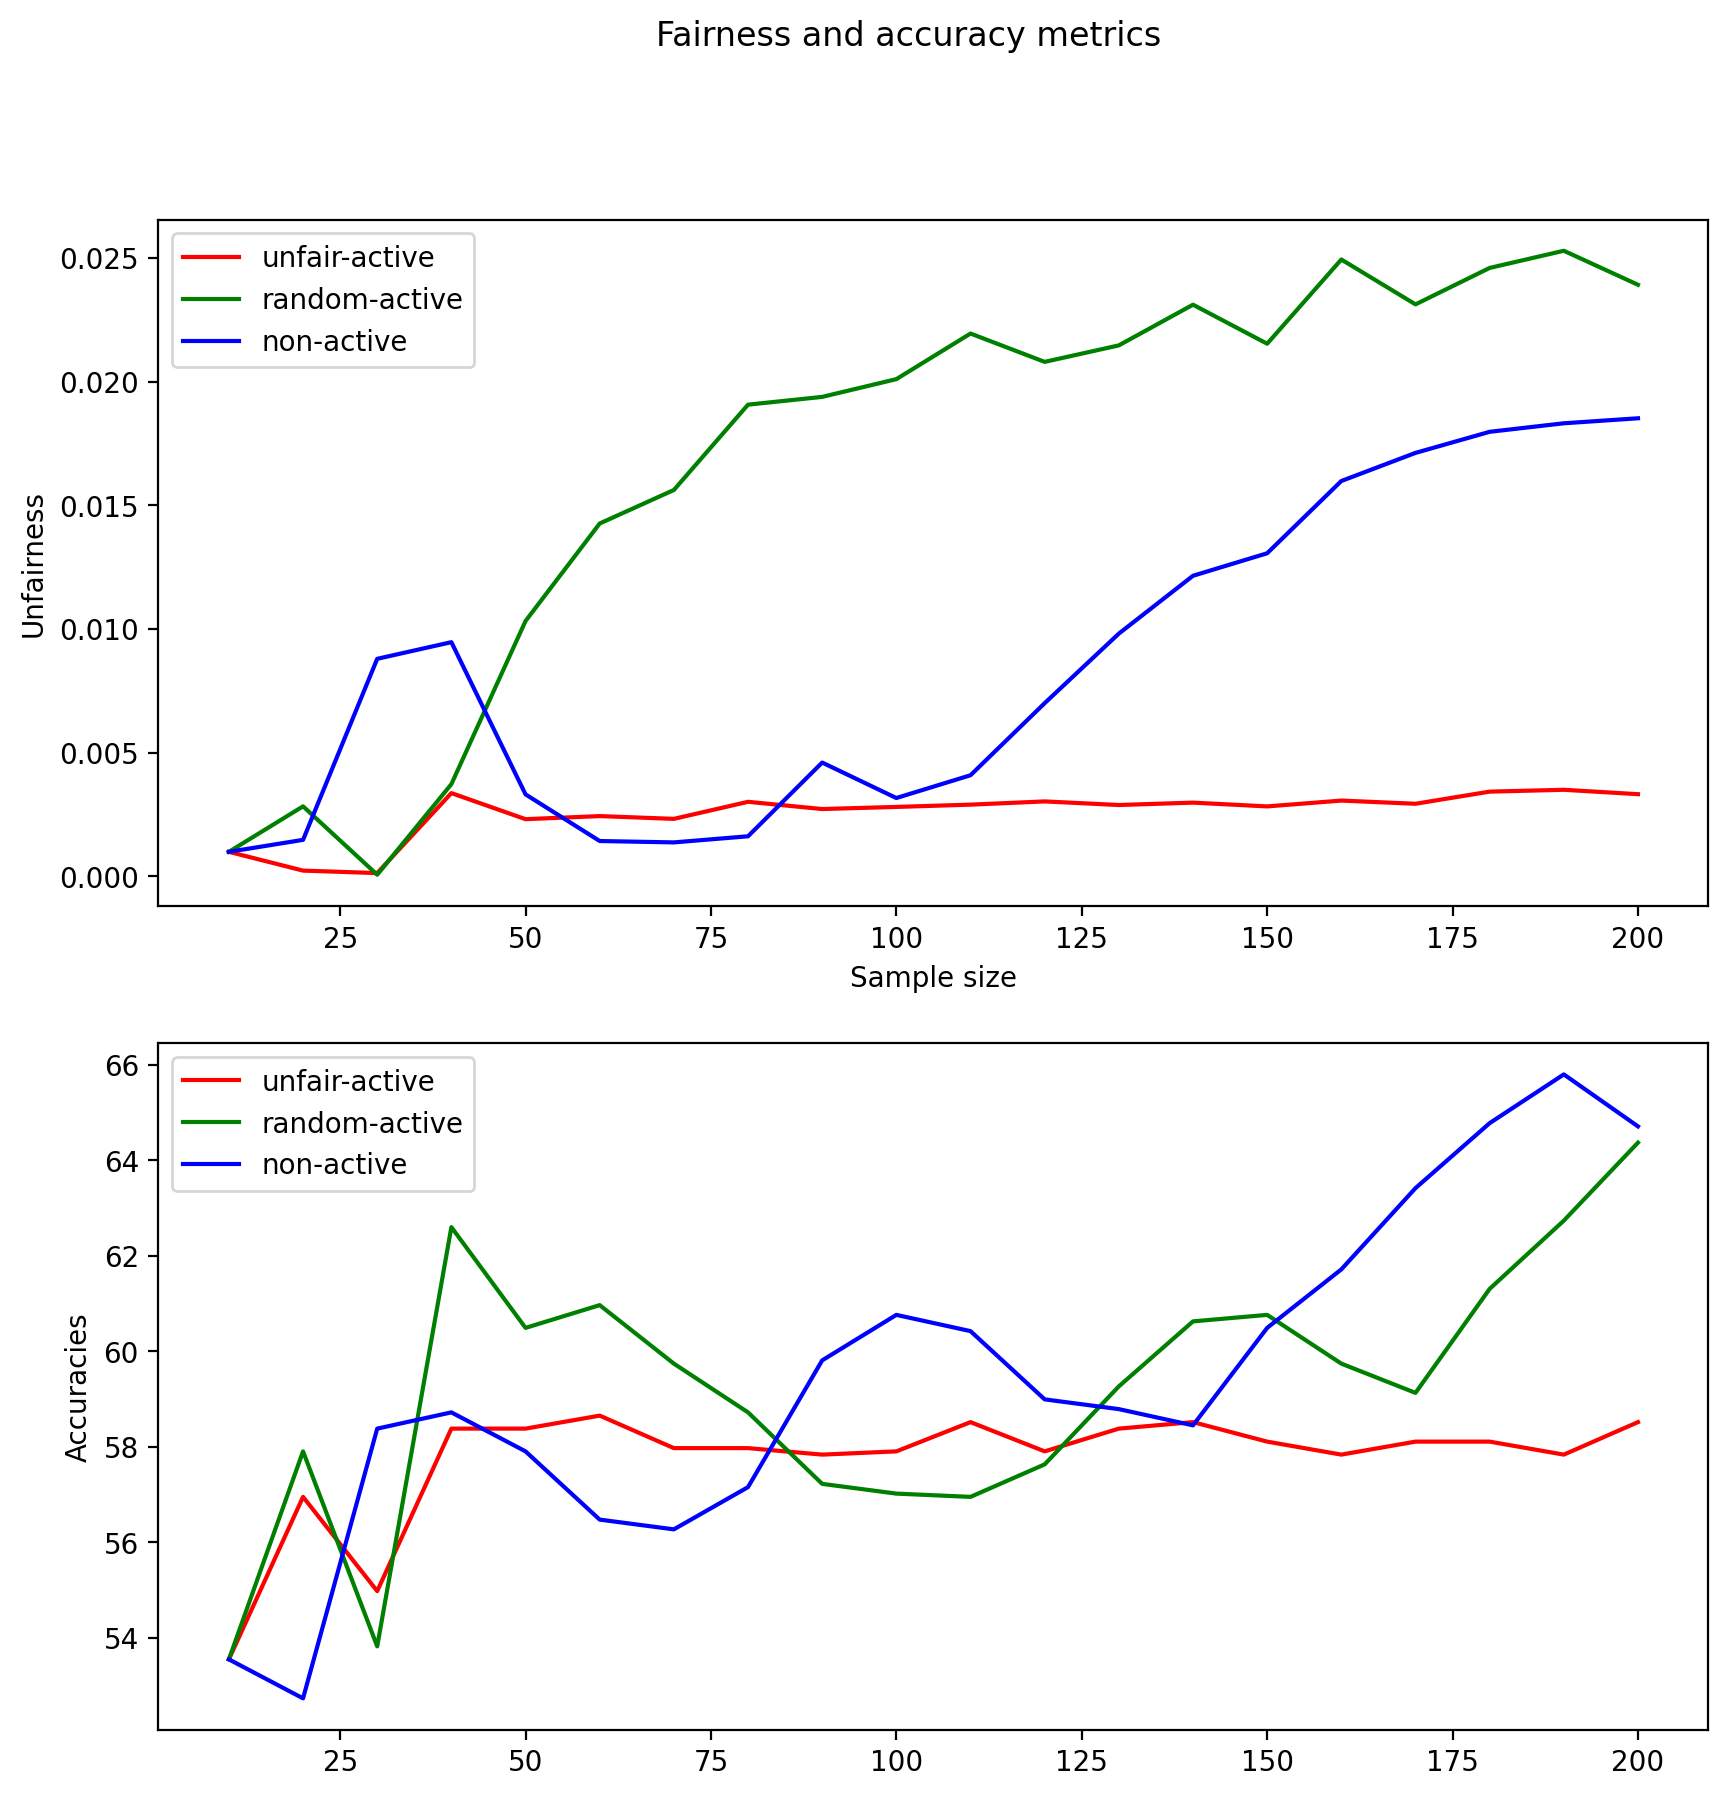 Fairness and accuracy metrics
unfair-active
random-active
non-active
0.025
0.020
0.015
0.010
0.005
0.000
Unfairness
25 50 75 100 125 150 175 200
Sample size
unfair-active
random-active
non-active
66
64
62
60
58
56
54
Accuracies
25 50 75 100 125 150 175 200